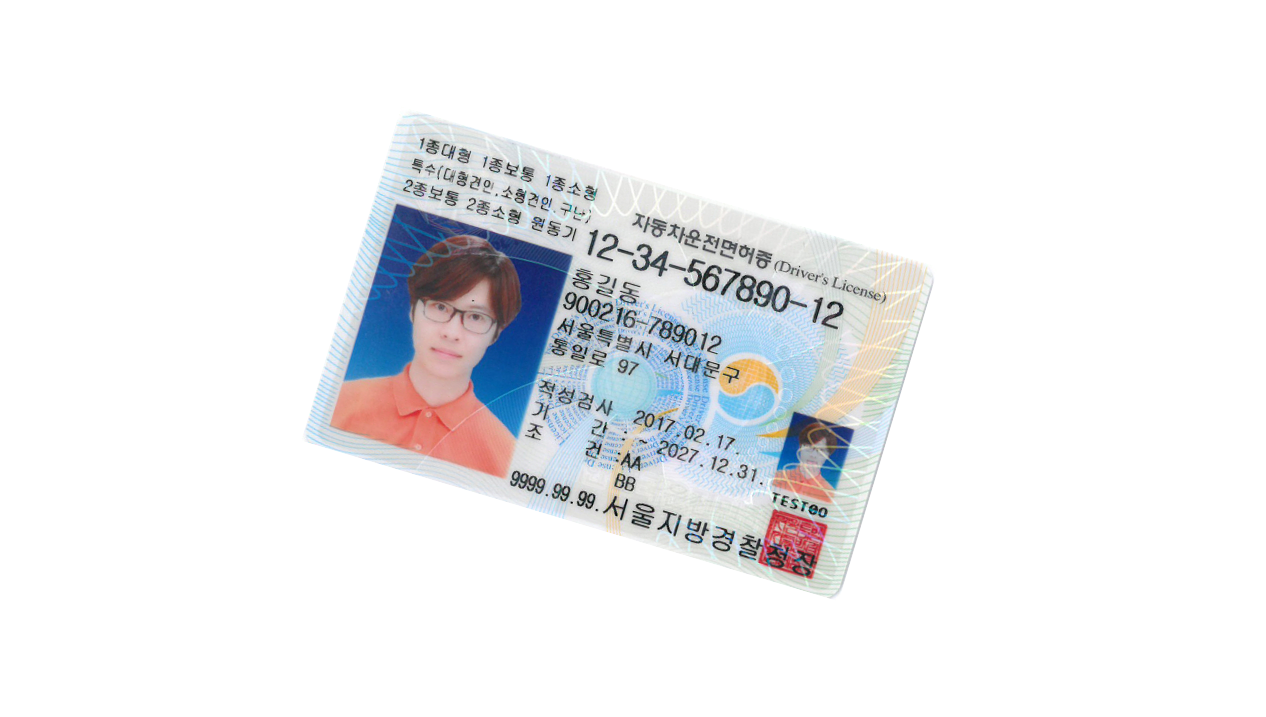 1종대형 1종보통 1종소형
특수(대형견인,소형견인,구난)
2종보통 2종소형 원동기
자동차운전면허증 (Driver's License)
12-34-567890-12
홍길동
900216-789012
서울특별시 서대문구
통일로 97
적성검사 2017.02.17.
기 간 : ~ 2027.12.31.
조 건 :AA
BB
TEST00
9999.99.99.서울지방경찰청장